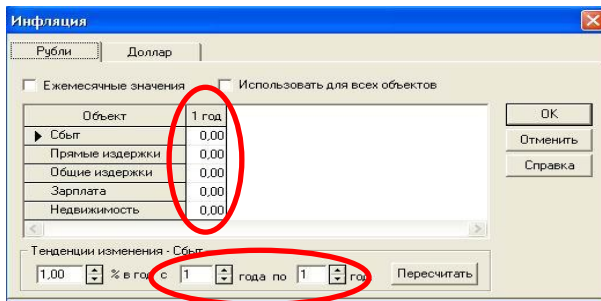 Инфляция
Рубли Доллар
Ежемесячные значения Использовать для всех объектов
Объект 1 год
Сбыт 0,00
Прямые издержки 0,00
Общие издержки 0,00
Зарплата 0,00
Недвижимость 0,00
OK
Отменить
Справка
Тенденции изменения - Сбыт
1,00 % в год с 1 года по 1 год Пересчитать